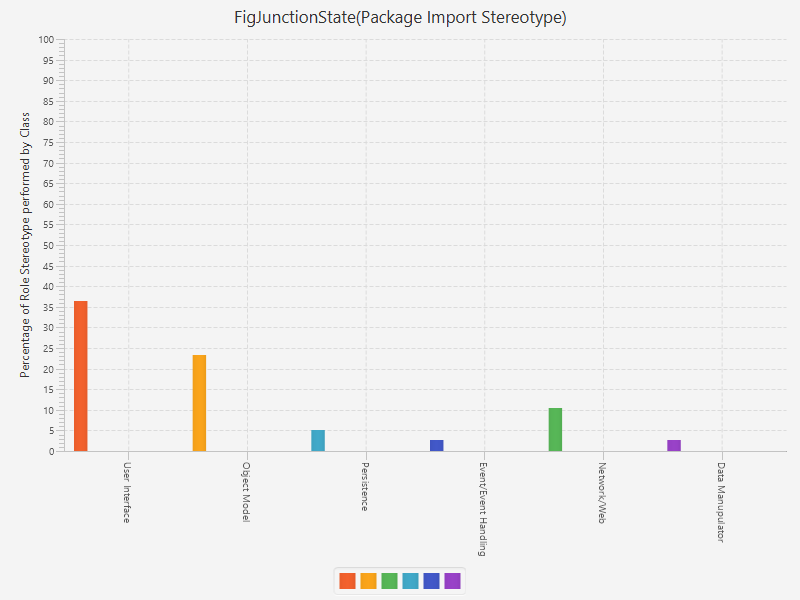 FigJunctionState(Package Import Stereotype)
Percentage of Role Stereotype performed by Class
100
95
90
85
80
75
70
65
60
55
50
45
40
35
30
25
20
15
10
5
0
User Interface
Object Model
Persistence
Event/Event Handling
Network/Web
Data Manupulator